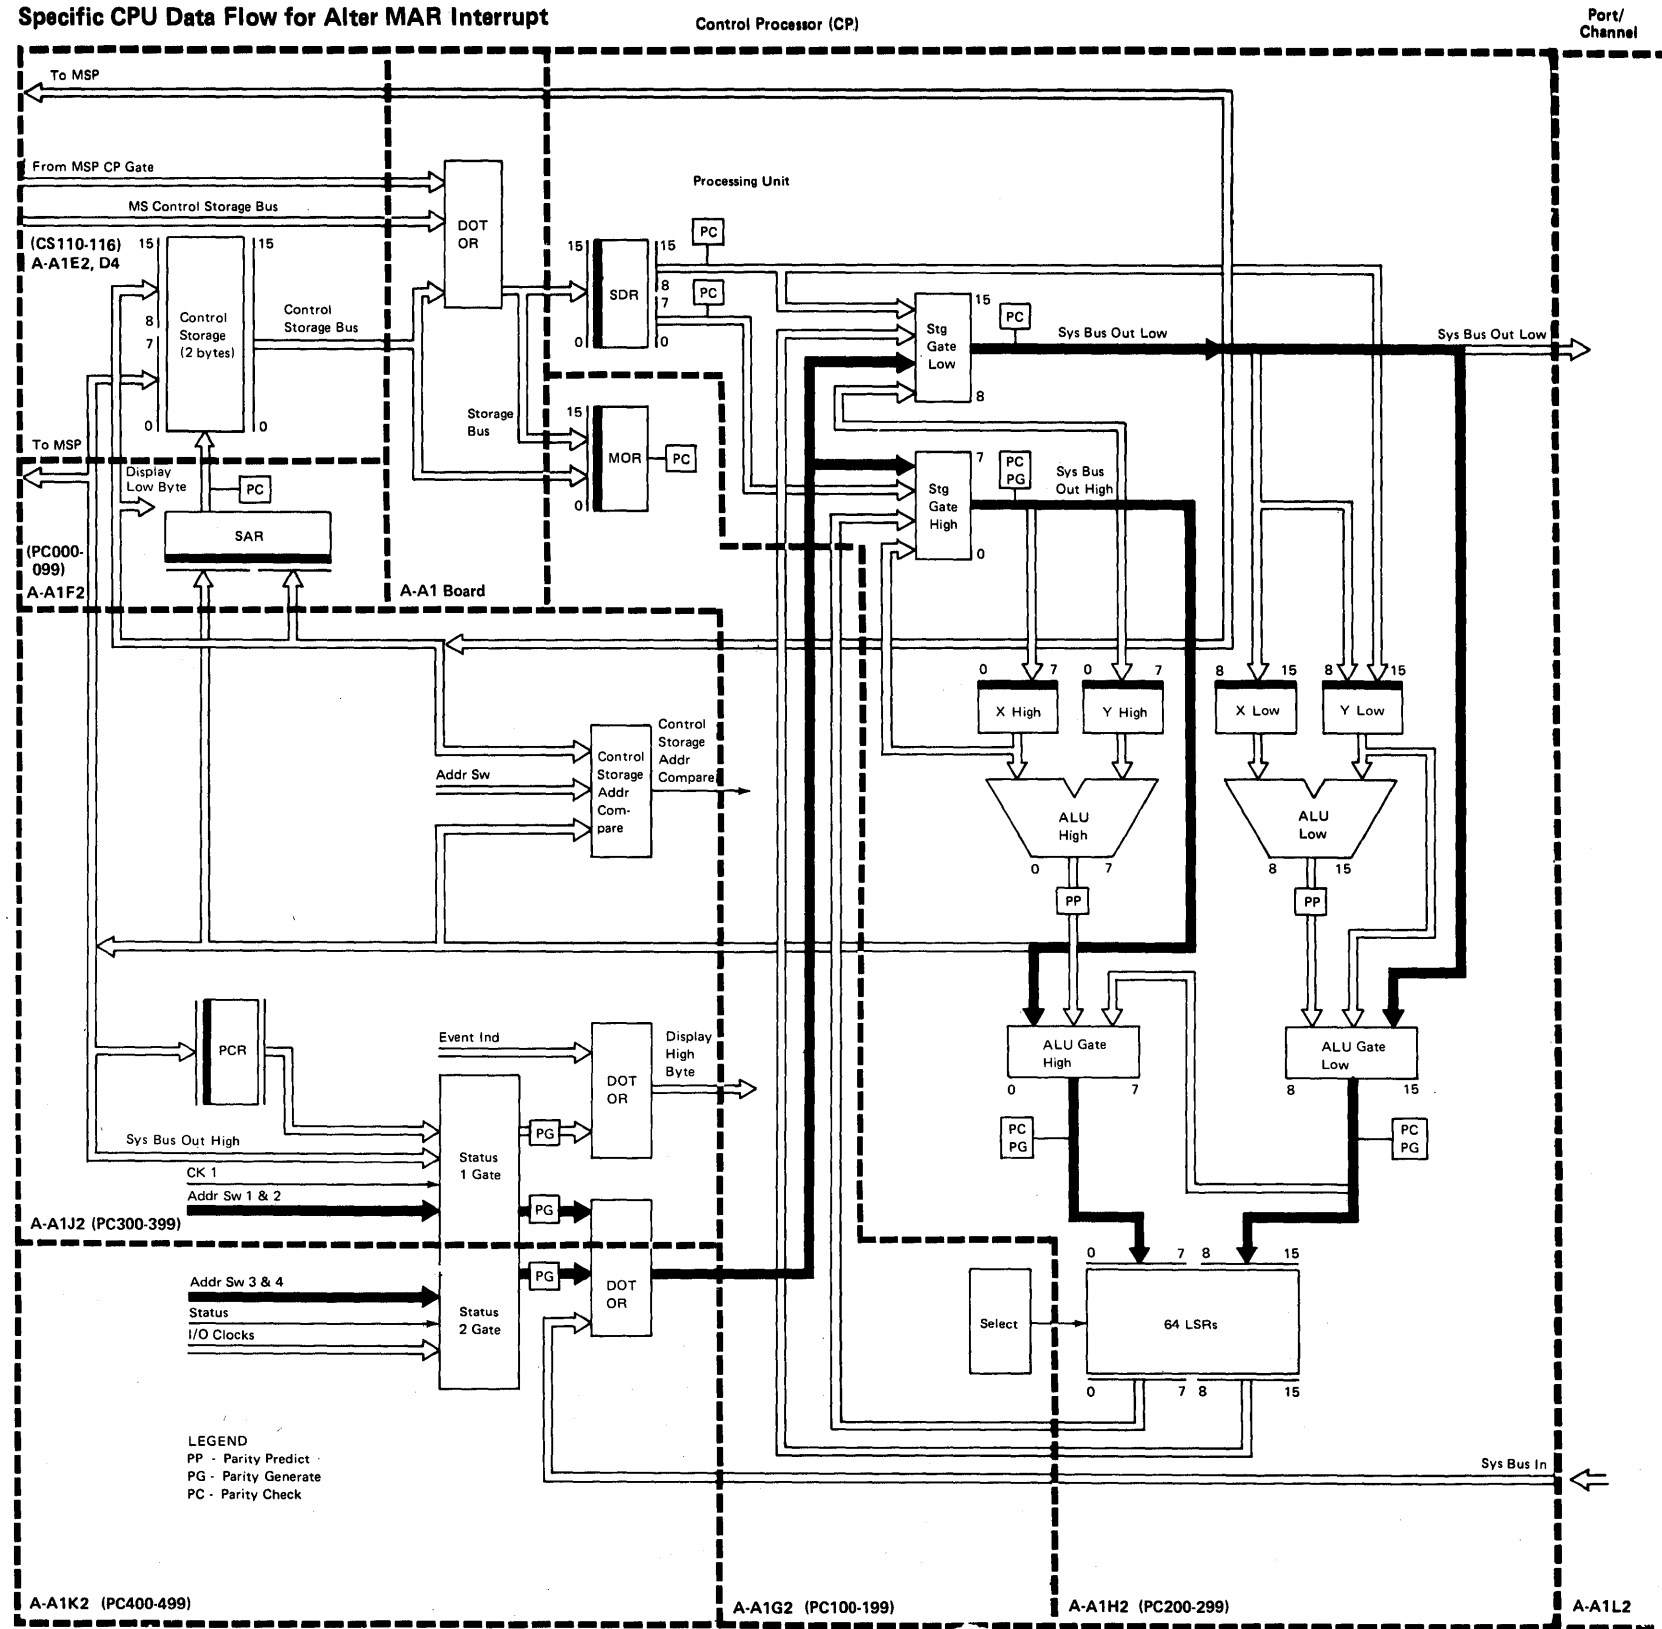 Specific CPU Data Flow for Alter MAR Interrupt
Control Processor (CP)
Port/
Channel
To MSP
From MSP CP Gate
MS Control Storage Bus
(CS110-116)
A-A1E2, D4
15
15
8
7
0
0
Control
Storage
(2 bytes)
Control
Storage Bus
DOT
OR
Processing Unit
PC
PC
15
15
8
7
0
0
SDR
Storage
Bus
15
0
MOR
PC
Stg
Gate
Low
15
8
PC
Sys Bus Out Low
Sys Bus Out Low
To MSP
Display
Low Byte
PC
SAR
(PC000-
099)
A-A1F2
A-A1 Board
Stg
Gate
High
7
0
PC
PG
Sys Bus
Out High
0
7
X High
0
7
Y High
8
15
X Low
8
15
Y Low
Control
Storage
Addr
Com-
pare
Control
Storage
Addr
Compare
Addr Sw
ALU
High
0
7
ALU
Low
8
15
PP
PP
PCR
Event Ind
DOT
OR
Display
High
Byte
ALU Gate
High
0
7
ALU Gate
Low
8
15
PC
PG
PC
PG
Sys Bus Out High
CK 1
Addr Sw 1 & 2
Status
1 Gate
PG
PG
A-A1J2 (PC300-399)
Addr Sw 3 & 4
Status
I/O Clocks
Status
2 Gate
PG
DOT
OR
0
7
8
15
Select
64 LSRs
0
7
8
15
LEGEND
PP - Parity Predict
PG - Parity Generate
PC - Parity Check
Sys Bus In
A-A1K2 (PC400-499)
A-A1G2 (PC100-199)
A-A1H2 (PC200-299)
A-A1L2